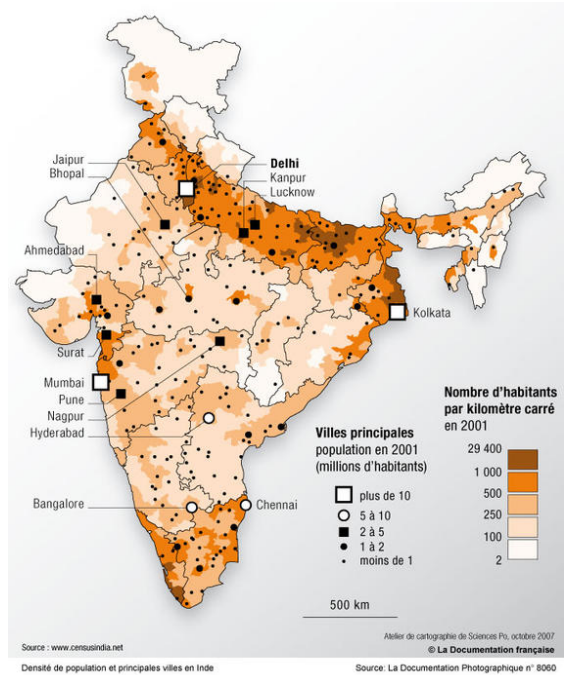 Jaipur
Bhopal
Delhi
Kanpur
Lucknow
Ahmedabad
Kolkata
Surat
Mumbai
Pune
Nagpur
Hyderabad
Bangalore
Chennai
Nombre d'habitants
par kilomètre carré
en 2001
29 400
1 000
500
250
100
2
Villes principales
population en 2001
(millions d'habitants)
plus de 10
5 à 10
2 à 5
1 à 2
moins de 1
500 km
Atelier de cartographie de Sciences Po, octobre 2007
Source : www.censusindia.net
© La Documentation française
Densité de population et principales villes en Inde
Source: La Documentation Photographique n° 8060